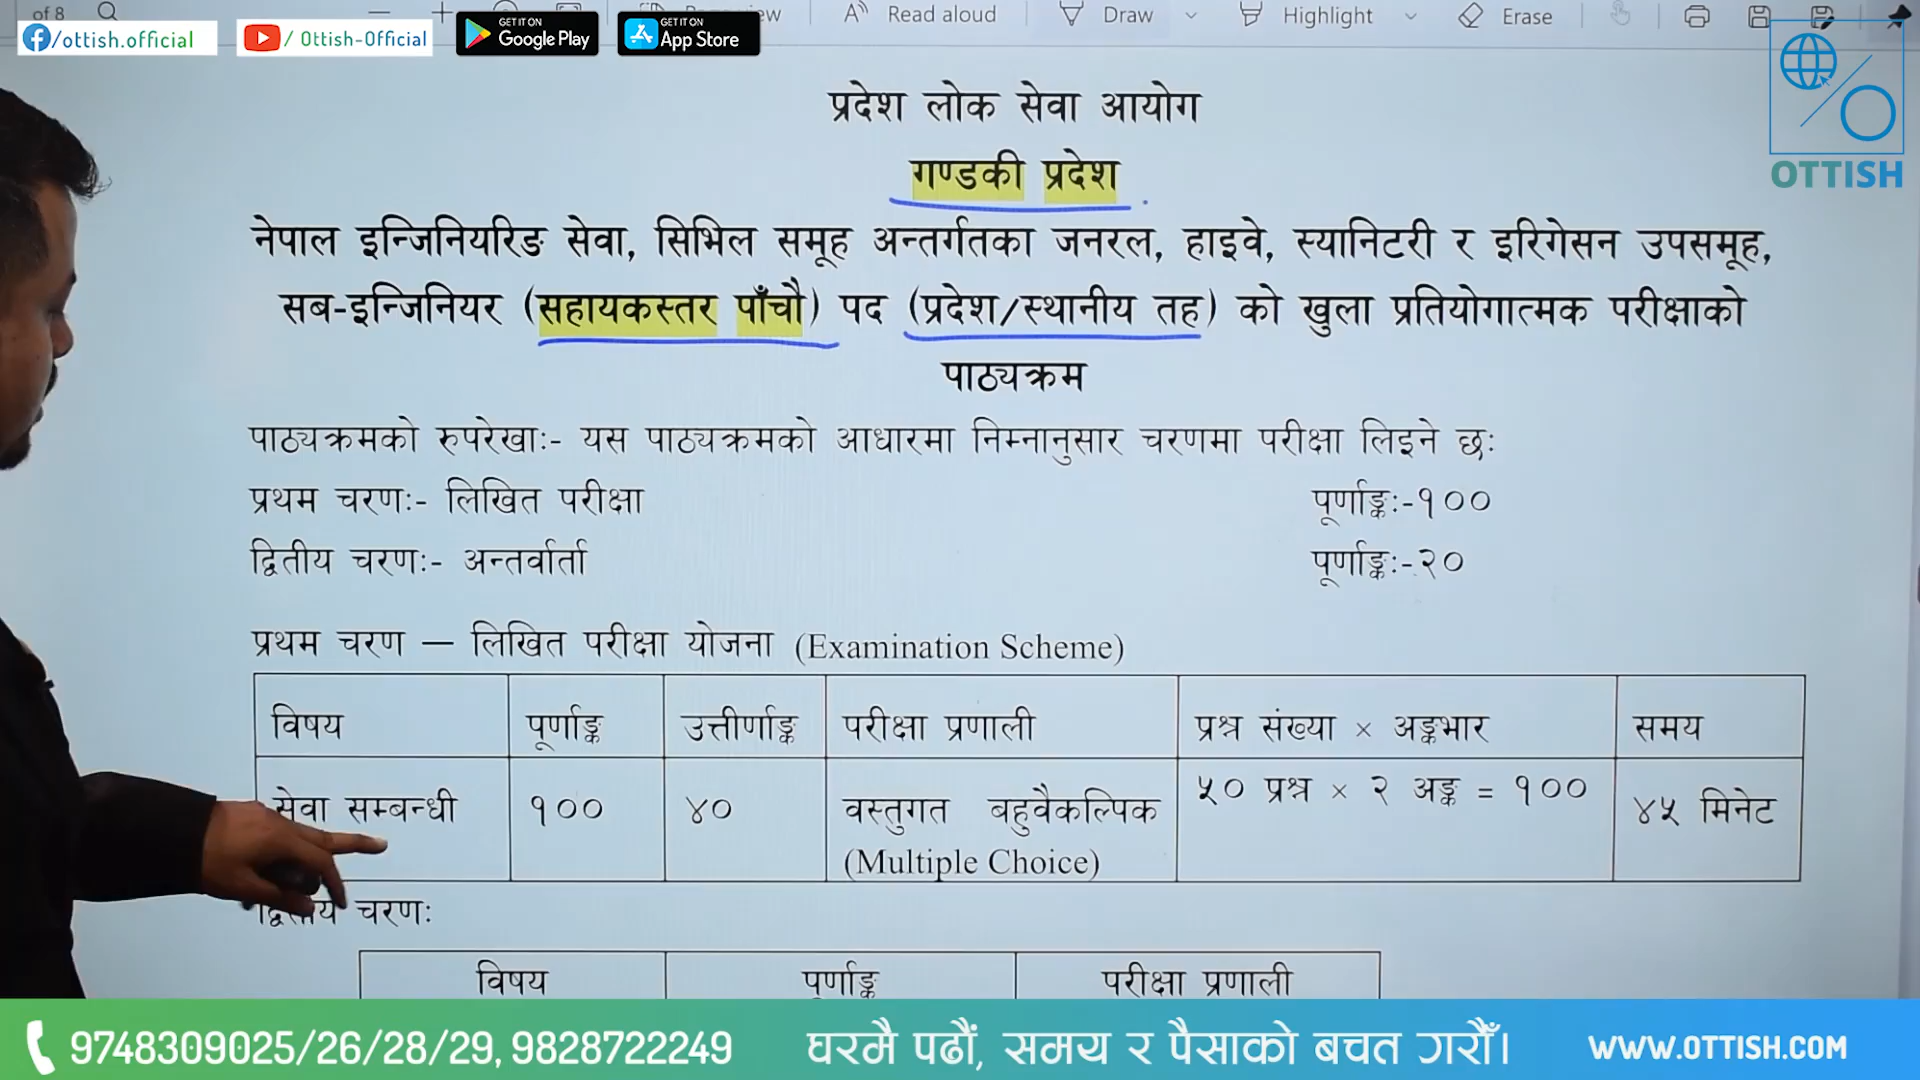 of 8
Read aloud
Draw
Highlight
Erase
/ottish.official
/ Ottish-Official
GET IT ON
Google Play
GET IT ON
App Store
OTTISH
प्रदेश लोक सेवा आयोग
गण्डकी प्रदेश
नेपाल इन्जिनियरिङ सेवा, सिभिल समूह अन्तर्गतका जनरल, हाइवे, स्यानिटरी र इरिगेसन उपसमूह,
सब-इन्जिनियर (सहायकस्तर पाँचौ) पद (प्रदेश/स्थानीय तह) को खुला प्रतियोगात्मक परीक्षाको
पाठ्यक्रम
पाठ्यक्रमको रुपरेखाः- यस पाठ्यक्रमको आधारमा निम्नानुसार चरणमा परीक्षा लिइने छः
प्रथम चरणः- लिखित परीक्षा पूर्णाङ्कः-१००
द्वितीय चरणः- अन्तर्वार्ता पूर्णाङ्कः-२०
प्रथम चरण – लिखित परीक्षा योजना (Examination Scheme)
विषय पूर्णाङ्क उत्तीर्णाङ्क परीक्षा प्रणाली प्रश्न संख्या × अङ्कभार समय
सेवा सम्बन्धी १०० ४० वस्तुगत बहुवैकल्पिक ५० प्रश्न × २ अङ्क = १०० ४५ मिनेट
(Multiple Choice)
द्वितीय चरणः
विषय पूर्णाङ्क परीक्षा प्रणाली
9748309025/26/28/29, 9828722249
घरमै पढौं, समय र पैसाको बचत गरौँ।
WWW.OTTISH.COM